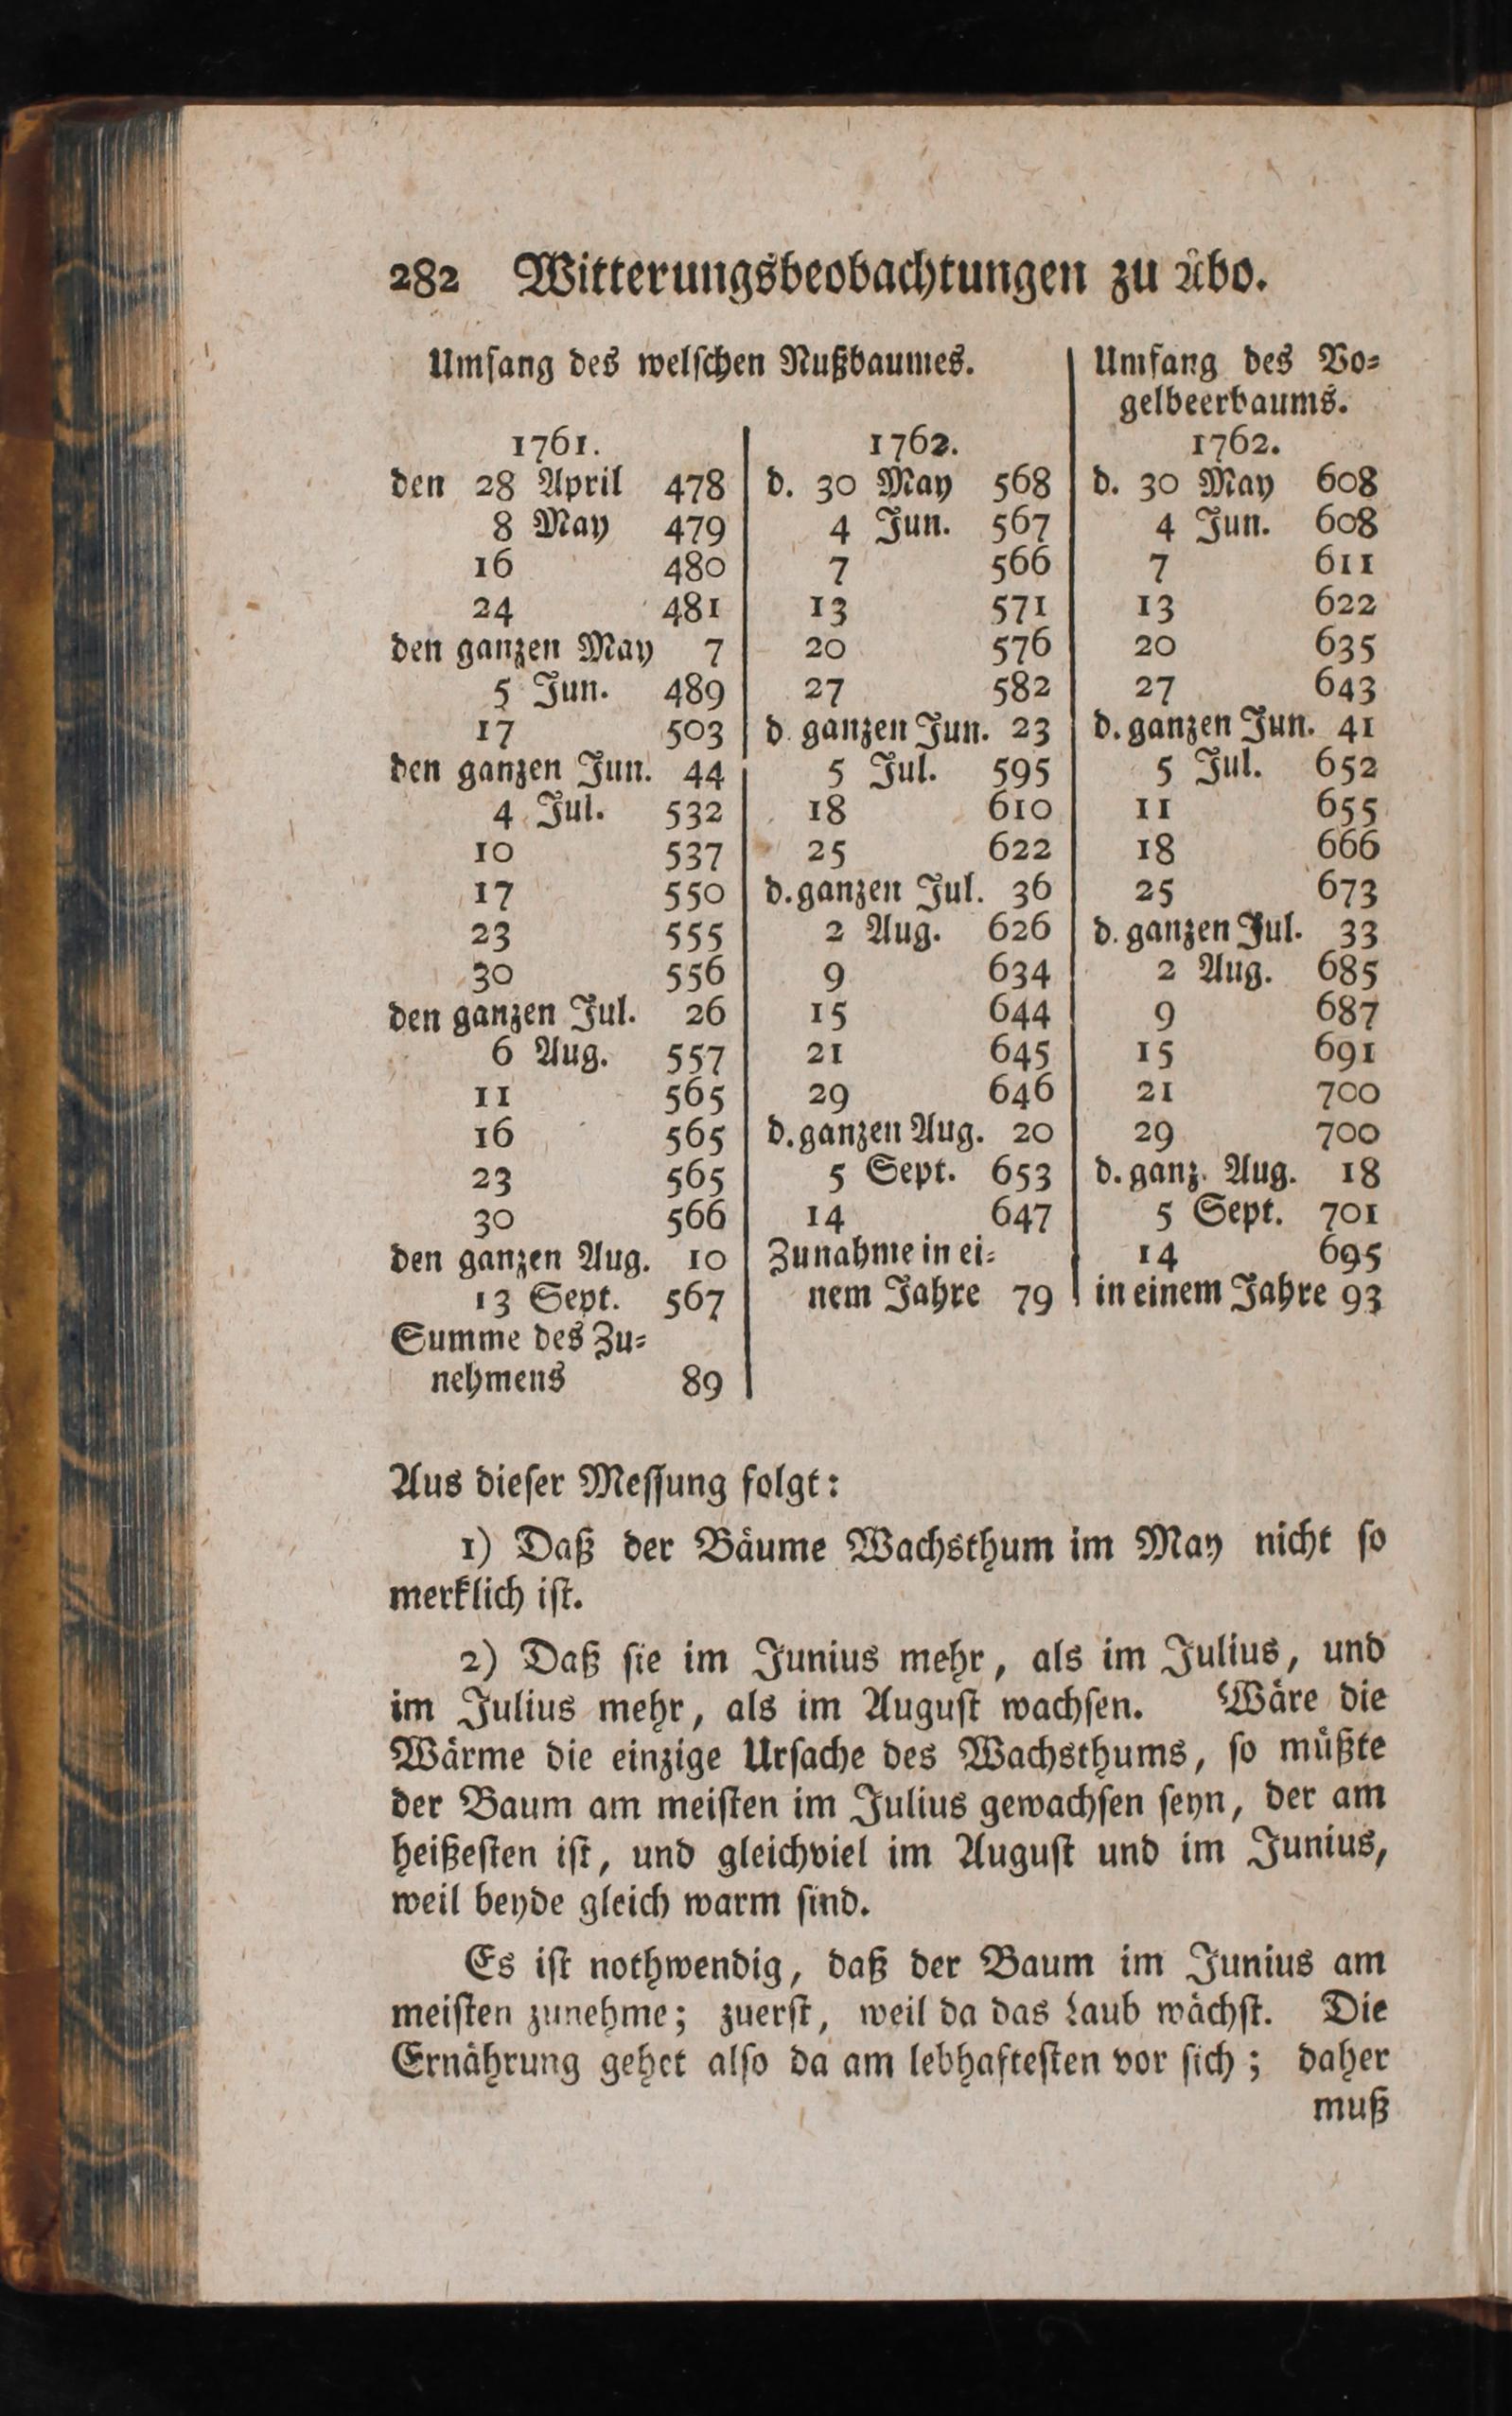 282 Witterungsbeobachtungen zu Åbo.
Umfang des welschen Nußbaumes.
1761.
den 28 April 478
8 May 479
16 480
24 481
den ganzen May 7
5 Jun. 489
17 503
den ganzen Jun. 44
4 Jul. 532
10 537
17 550
23 555
30 556
den ganzen Jul. 26
6 Aug. 557
11 565
16 565
23 565
30 566
den ganzen Aug. 10
13 Sept. 567
Summe des Zu-
nehmens 89
1762.
d. 30 May 568
4 Jun. 567
7 566
13 571
20 576
27 582
d. ganzen Jun. 23
5 Jul. 595
18 610
25 622
d. ganzen Jul. 36
2 Aug. 626
9 634
15 644
21 645
29 646
d. ganzen Aug. 20
5 Sept. 653
14 647
Zunahme in ei-
nem Jahre 79
Umfang des Vo-
gelbeerbaums.
1762.
d. 30 May 608
4 Jun. 608
7 611
13 622
20 635
27 643
d. ganzen Jun. 41
5 Jul. 652
11 655
18 666
25 673
d. ganzen Jul. 33
2 Aug. 685
9 687
15 691
21 700
29 700
d. ganz. Aug. 18
5 Sept. 701
14 695
in einem Jahre 93
Aus dieser Messung folgt:
1) Daß der Bäume Wachsthum im May nicht so
merklich ist.
2) Daß sie im Junius mehr, als im Julius, und
im Julius mehr, als im August wachsen. Wäre die
Wärme die einzige Ursache des Wachsthums, so müßte
der Baum am meisten im Julius gewachsen seyn, der am
heißesten ist, und gleichviel im August und im Junius,
weil beyde gleich warm sind.
Es ist nothwendig, daß der Baum im Junius am
meisten zunehme; zuerst, weil da das Laub wächst. Die
Ernährung gehet also da am lebhaftesten vor sich; daher
muß